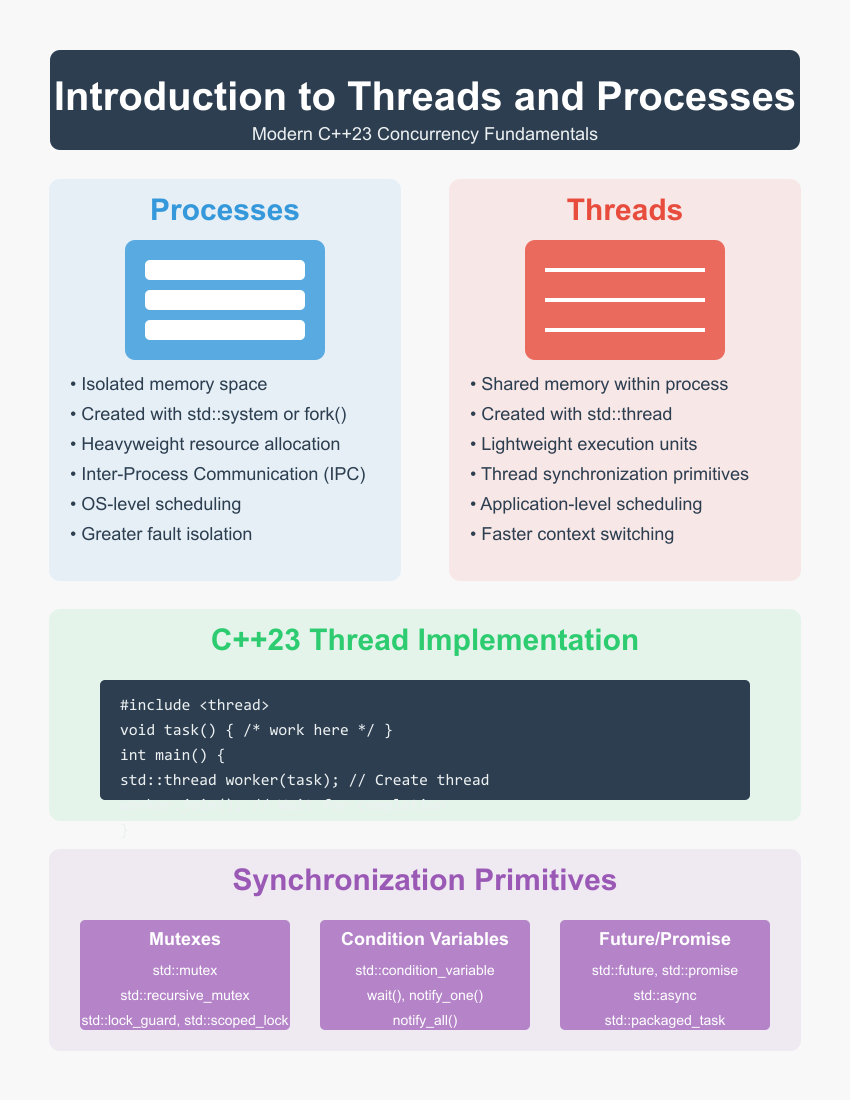 Introduction to Threads and Processes
Modern C++23 Concurrency Fundamentals
Processes
• Isolated memory space
• Created with std::system or fork()
• Heavyweight resource allocation
• Inter-Process Communication (IPC)
• OS-level scheduling
• Greater fault isolation
Threads
• Shared memory within process
• Created with std::thread
• Lightweight execution units
• Thread synchronization primitives
• Application-level scheduling
• Faster context switching
C++23 Thread Implementation
#include <thread>
void task() { /* work here */ }
int main() {
std::thread worker(task); // Create thread
}
Synchronization Primitives
Mutexes
std::mutex
std::recursive_mutex
std::lock_guard, std::scoped_lock
Condition Variables
std::condition_variable
wait(), notify_one()
notify_all()
Future/Promise
std::future, std::promise
std::async
std::packaged_task